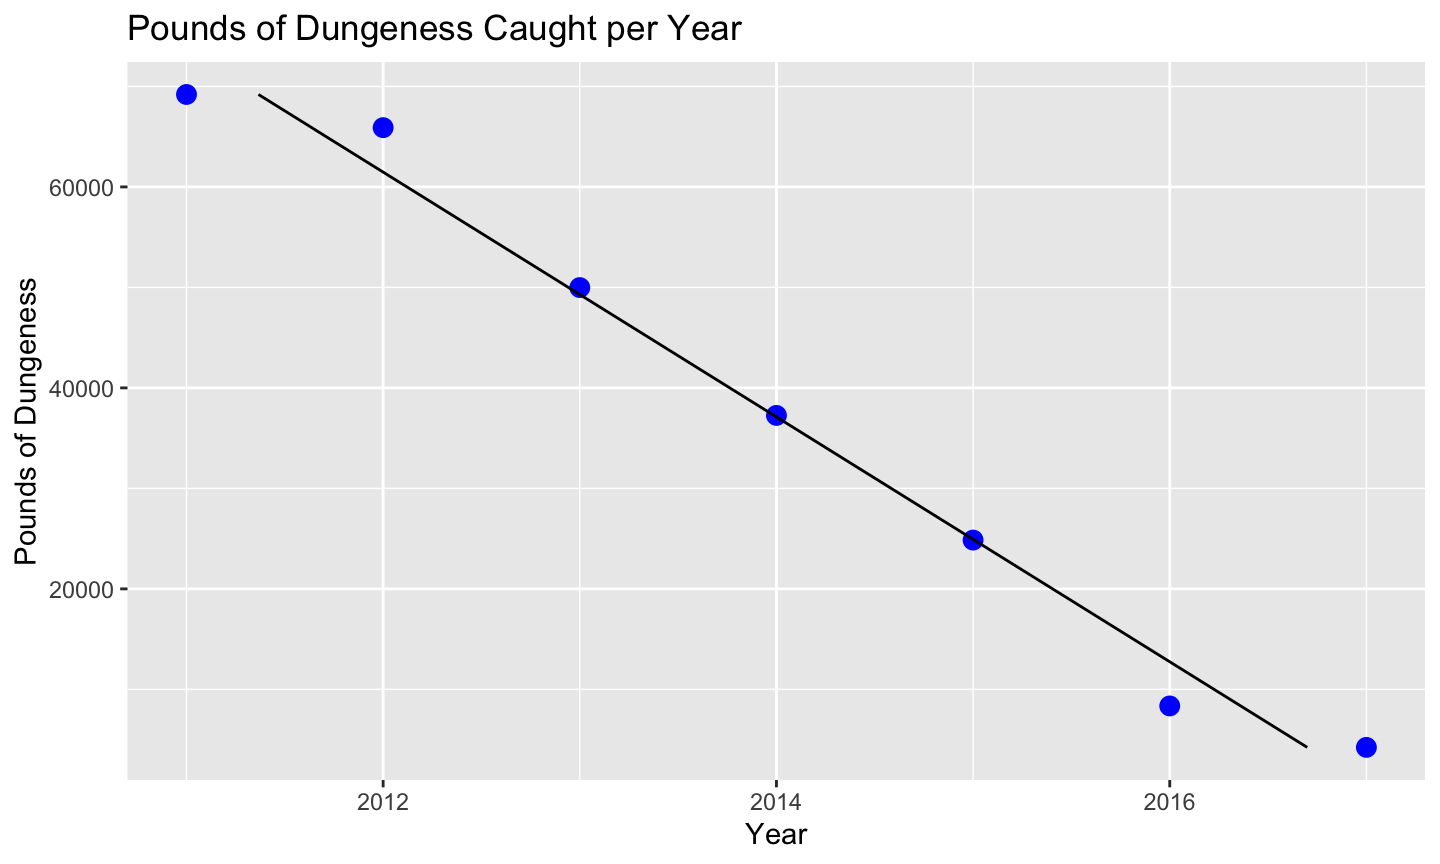 Pounds of Dungeness Caught per Year
Pounds of Dungeness
60000
40000
20000
2012 2014 2016
Year